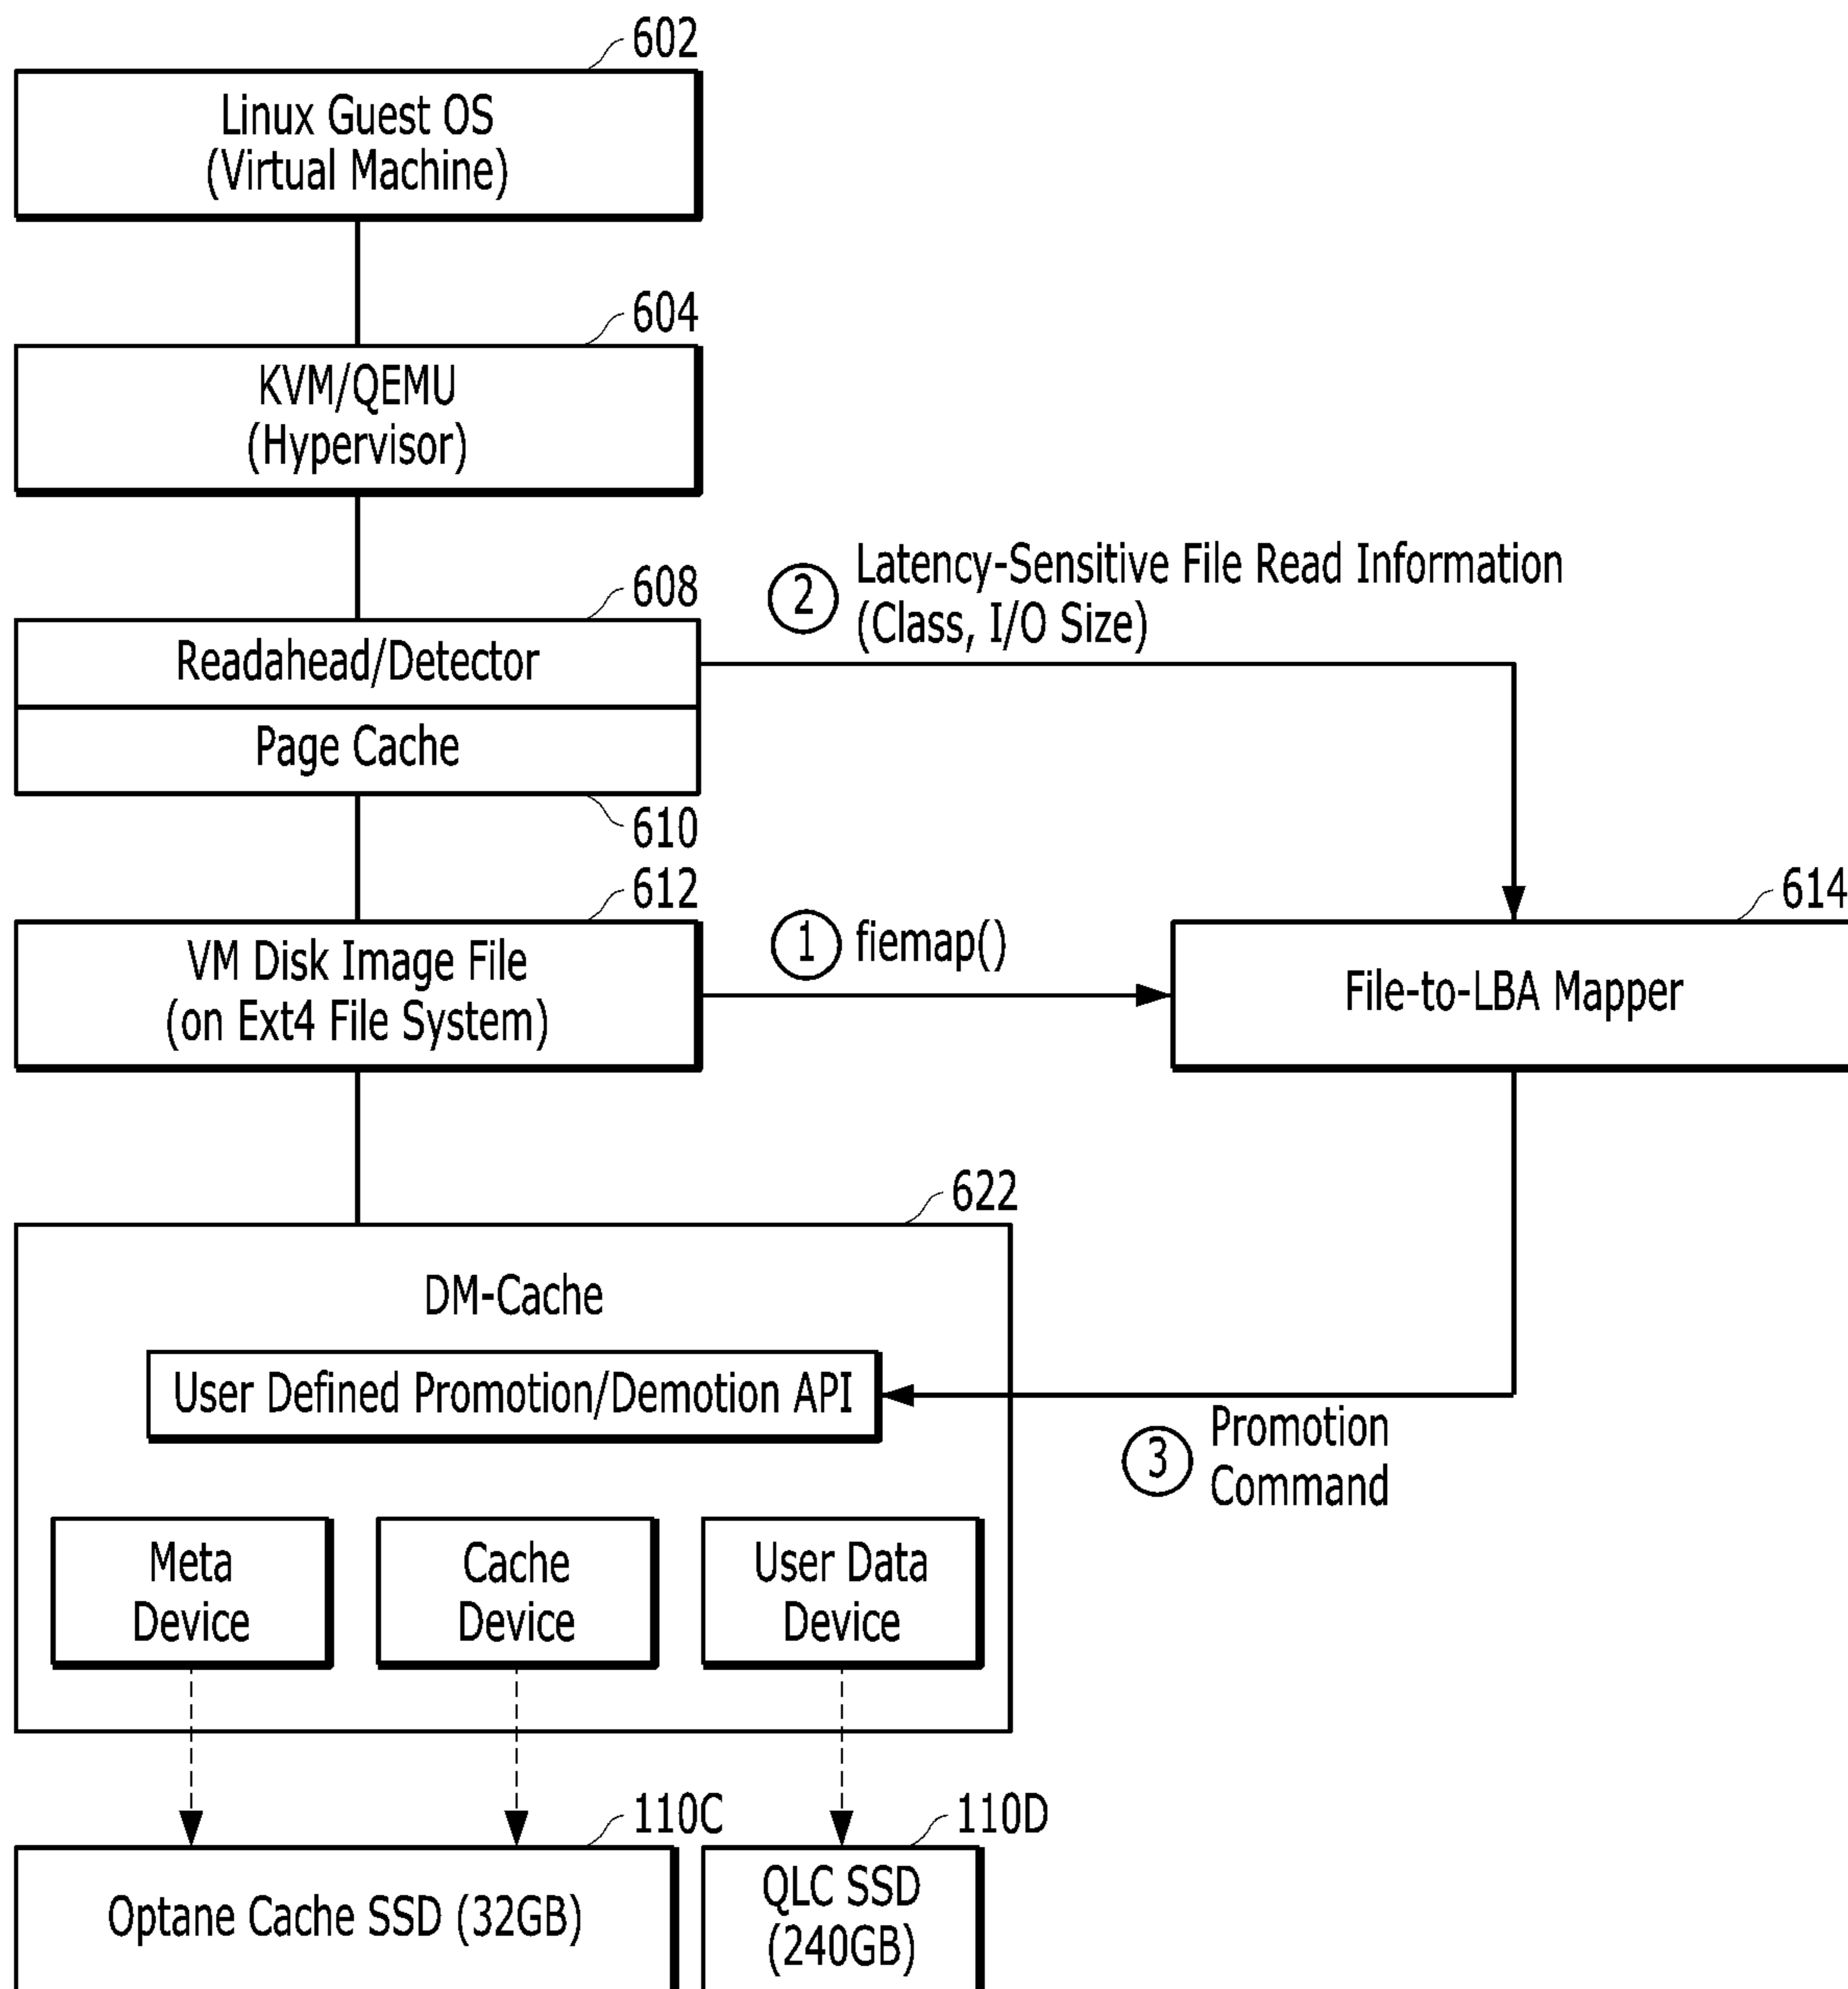 602
Linux Guest OS
(Virtual Machine)
604
KVM/QEMU
(Hypervisor)
608
Readahead/Detector
Page Cache
610
2
Latency-Sensitive File Read Information
(Class, I/O Size)
612
VM Disk Image File
(on Ext4 File System)
1
fiemap()
614
File-to-LBA Mapper
622
DM-Cache
User Defined Promotion/Demotion API
3
Promotion
Command
Meta
Device
Cache
Device
User Data
Device
110C
Optane Cache SSD (32GB)
110D
QLC SSD
(240GB)